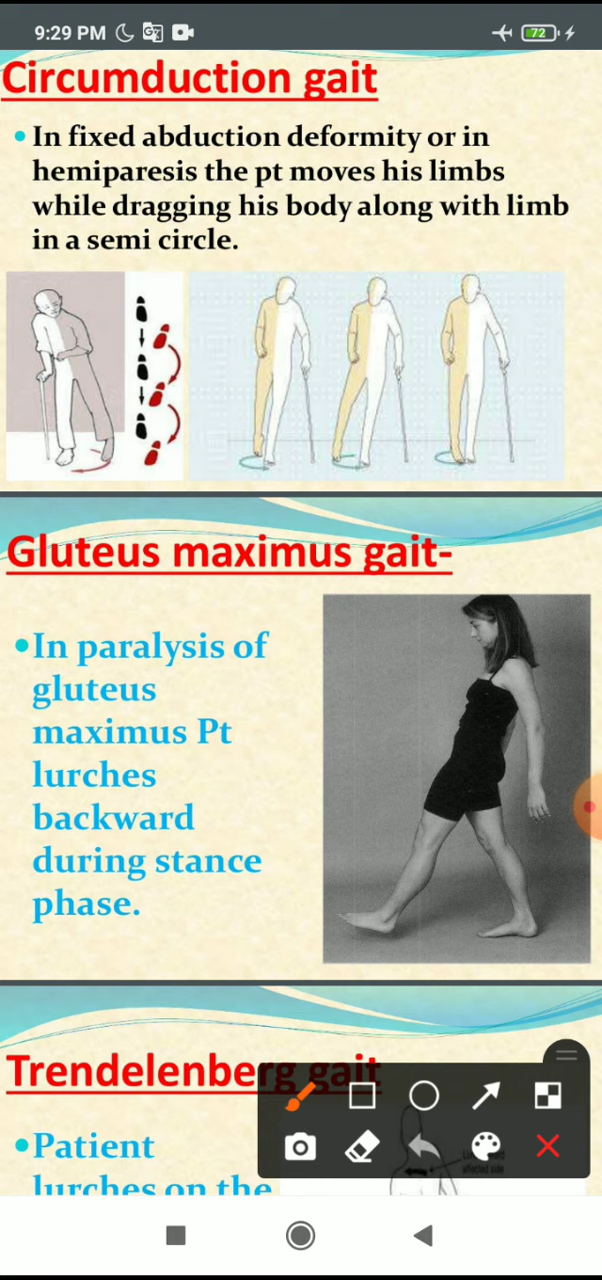 9:29 PM
72
Circumduction gait
In fixed abduction deformity or in
hemiparesis the pt moves his limbs
while dragging his body along with limb
in a semi circle.
Gluteus maximus gait-
In paralysis of
gluteus
maximus Pt
lurches
backward
during stance
phase.
Trendelenberg gait
Patient
lurches on the
affected side